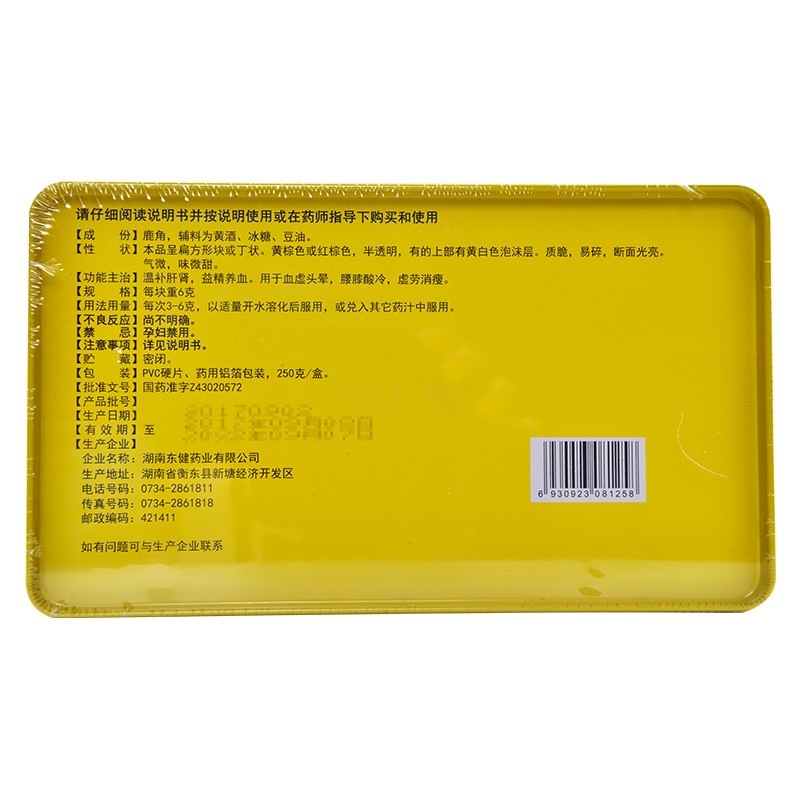 请仔细阅读说明书并按说明使用或在药师指导下购买和使用
【成　份】鹿角，辅料为黄酒、冰糖、豆油。
【性　状】本品呈扁方形块或丁状。黄棕色或红棕色，半透明，有的上部有黄白色泡沫层。质脆，易碎，断面光亮。
气微，味微甜。
【功能主治】温补肝肾，益精养血。用于血虚头晕，腰膝酸冷，虚劳消瘦。
【规　格】每块重6克
【用法用量】每次3-6克，以适量开水溶化后服用，或兑入其它药汁中服用。
【不良反应】尚不明确。
【禁　忌】孕妇禁用。
【注意事项】详见说明书。
【贮　藏】密闭。
【包　装】PVC硬片、药用铝箔包装，250克/盒。
【批准文号】国药准字Z43020572
【产品批号】
【生产日期】
【有效期】至
【生产企业】
企业名称：湖南东健药业有限公司
生产地址：湖南省衡东县新塘经济开发区
电话号码：0734-2861811
传真号码：0734-2861818
邮政编码：421411
如有问题可与生产企业联系
6 930923 081258